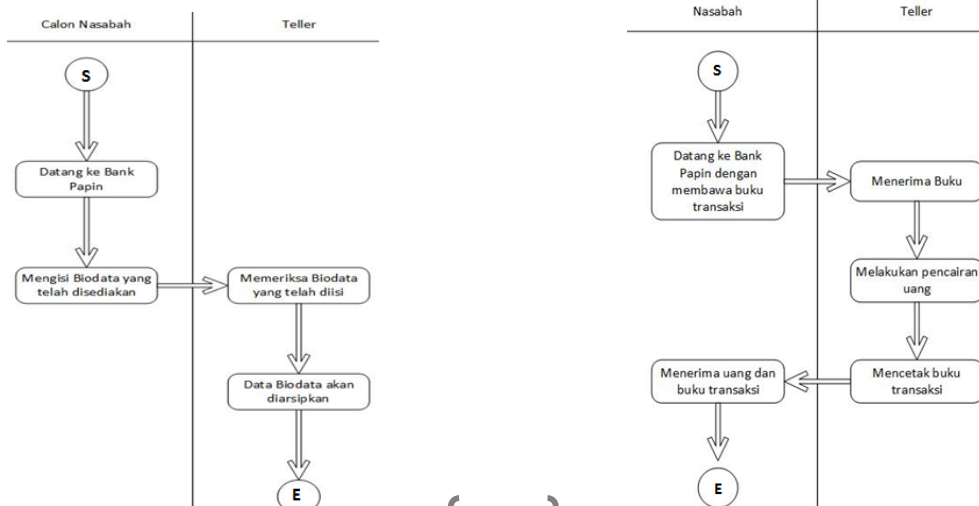 Calon Nasabah
Teller
S
Datang ke Bank
Papin
Mengisi Biodata yang
telah disediakan
Memeriksa Biodata
yang telah diisi
Data Biodata akan
diarsipkan
E
Nasabah
Teller
S
Datang ke Bank
Papin dengan
membawa buku
transaksi
Menerima Buku
Melakukan pencairan
uang
Mencetak buku
transaksi
Menerima uang dan
buku transaksi
E